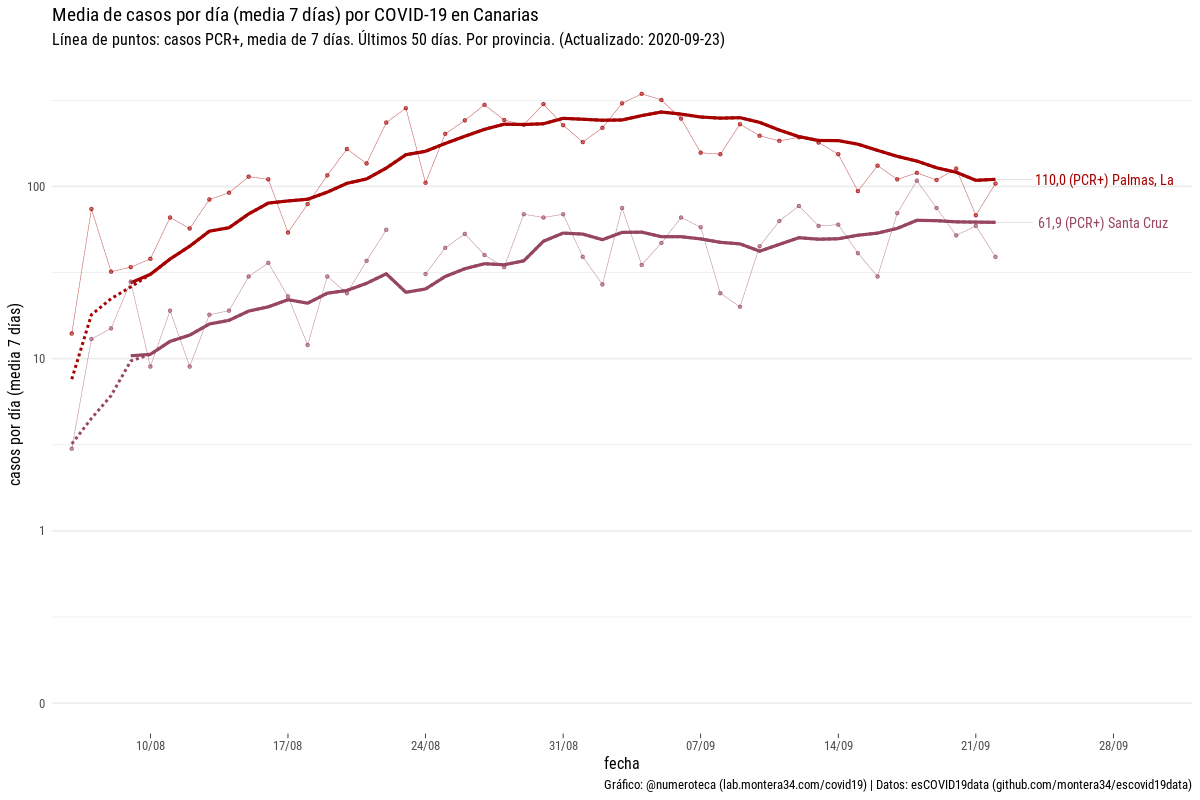 Media de casos por día (media 7 días) por COVID-19 en Canarias
Línea de puntos: casos PCR+, media de 7 días. Últimos 50 días. Por provincia. (Actualizado: 2020-09-23)
casos por día (media 7 días)
100
10
1
0
110,0 (PCR+) Palmas, La
61,9 (PCR+) Santa Cruz
10/08
17/08
24/08
31/08
07/09
14/09
21/09
28/09
fecha
Gráfico: @numeroteca (lab.montera34.com/covid19) | Datos: esCOVID19data (github.com/montera34/escovid19data)